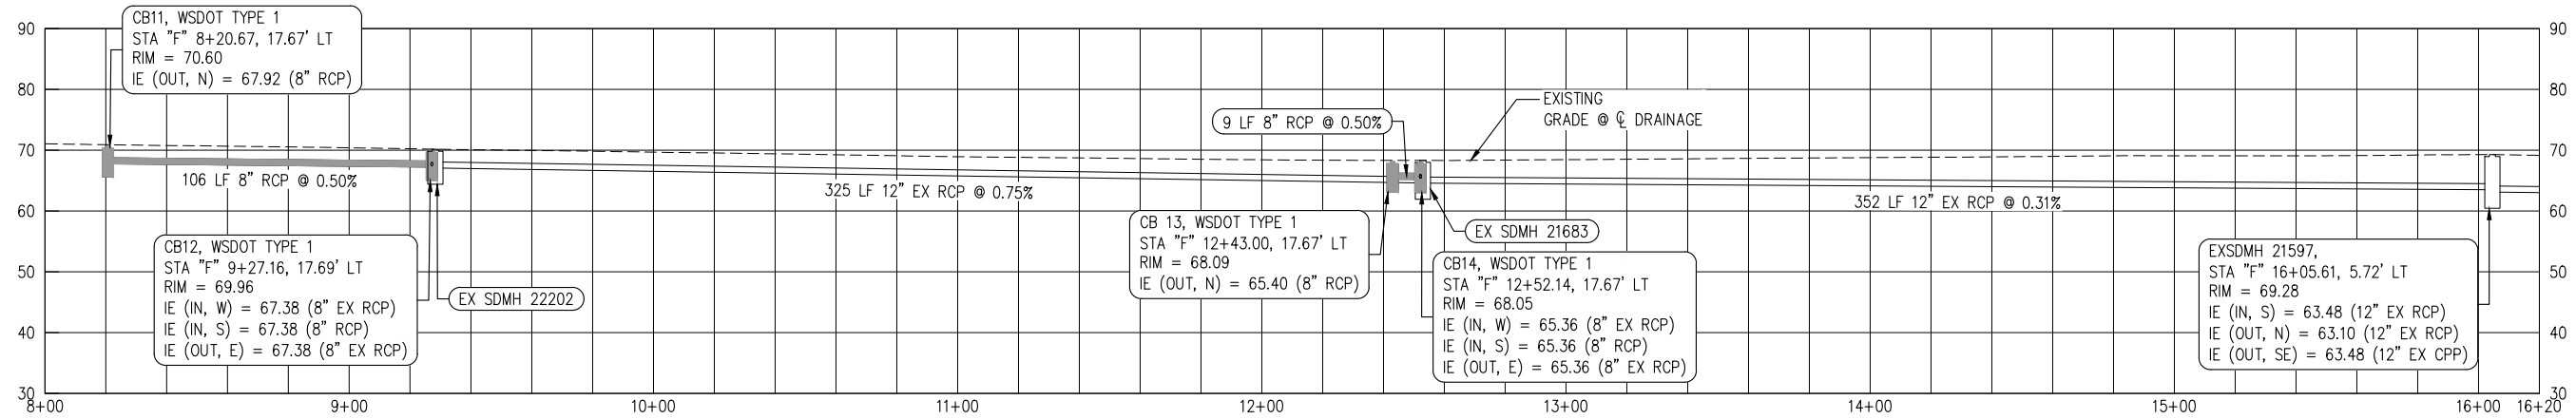 CB11, WSDOT TYPE 1
STA "F" 8+20.67, 17.67' LT
RIM = 70.60
IE (OUT, N) = 67.92 (8" RCP)
90
80
70
60
50
40
30
90
80
70
60
50
40
30
106 LF 8" RCP @ 0.50%
CB12, WSDOT TYPE 1
STA "F" 9+27.16, 17.69' LT
RIM = 69.96
IE (IN, W) = 67.38 (8" EX RCP)
IE (IN, S) = 67.38 (8" RCP)
IE (OUT, E) = 67.38 (8" EX RCP)
EX SDMH 22202
325 LF 12" EX RCP @ 0.75%
9 LF 8" RCP @ 0.50%
EXISTING
GRADE @ ℄ DRAINAGE
CB 13, WSDOT TYPE 1
STA "F" 12+43.00, 17.67' LT
RIM = 68.09
IE (OUT, N) = 65.40 (8" RCP)
EX SDMH 21683
CB14, WSDOT TYPE 1
STA "F" 12+52.14, 17.67' LT
RIM = 68.05
IE (IN, W) = 65.36 (8" EX RCP)
IE (IN, S) = 65.36 (8" RCP)
IE (OUT, E) = 65.36 (8" EX RCP)
352 LF 12" EX RCP @ 0.31%
EXSDMH 21597,
STA "F" 16+05.61, 5.72' LT
RIM = 69.28
IE (IN, S) = 63.48 (12" EX RCP)
IE (OUT, N) = 63.10 (12" EX RCP)
IE (OUT, SE) = 63.48 (12" EX CPP)
8+00 9+00 10+00 11+00 12+00 13+00 14+00 15+00 16+00 16+20